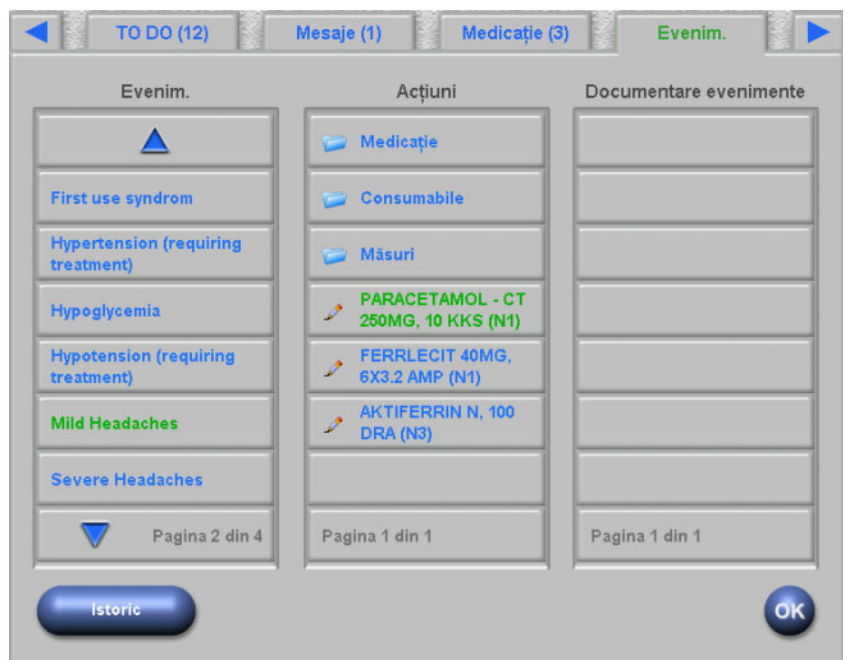 TO DO (12)
Mesaje (1)
Medicație (3)
Evenim.
Evenim.
First use syndrom
Hypertension (requiring
treatment)
Hypoglycemia
Hypotension (requiring
treatment)
Mild Headaches
Severe Headaches
Pagina 2 din 4
Acțiuni
Medicație
Consumabile
Măsuri
PARACETAMOL - CT
250MG, 10 KKS (N1)
FERRLECIT 40MG,
6X3.2 AMP (N1)
AKTIFERRIN N, 100
DRA (N3)
Pagina 1 din 1
Documentare evenimente
Pagina 1 din 1
Istoric
OK